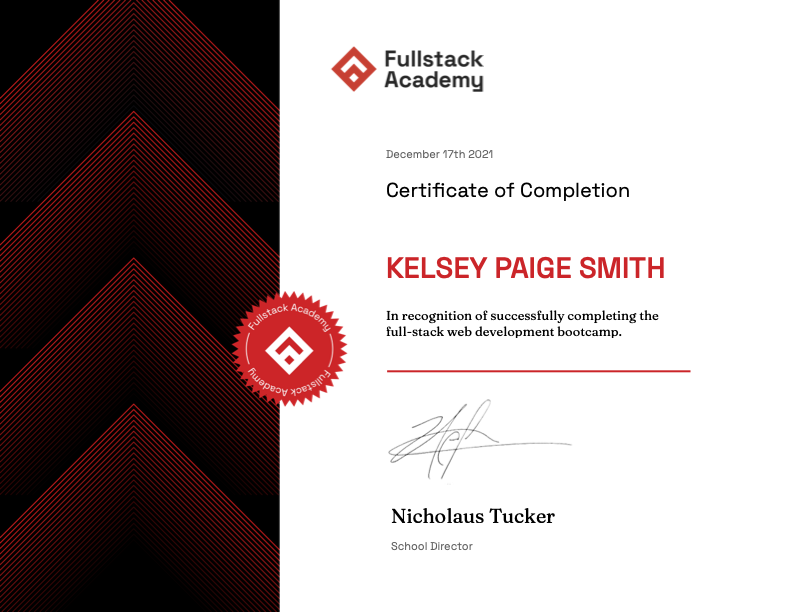 Fullstack
Academy
December 17th 2021
Certificate of Completion
KELSEY PAIGE SMITH
In recognition of successfully completing the
full-stack web development bootcamp.
Fullstack Academy
Fullstack Academy
Nicholaus Tucker
School Director